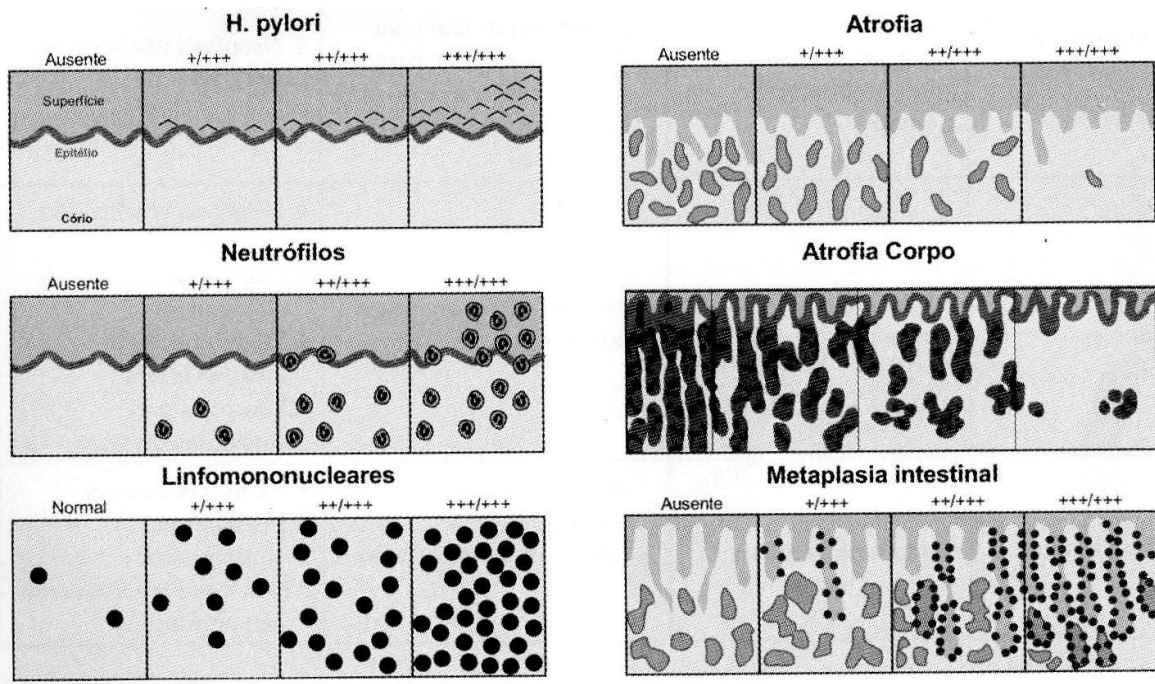 H. pylori
Ausente +/+++ ++/+++ +++/+++
Superfície
Epitélio
Cório
Neutrófilos
Ausente +/+++ ++/+++ +++/+++
Linfomononucleares
Normal +/+++ ++/+++ +++/+++
Atrofia
Ausente +/+++ ++/+++ +++/+++
Atrofia Corpo
Metaplasia intestinal
Ausente +/+++ ++/+++ +++/+++